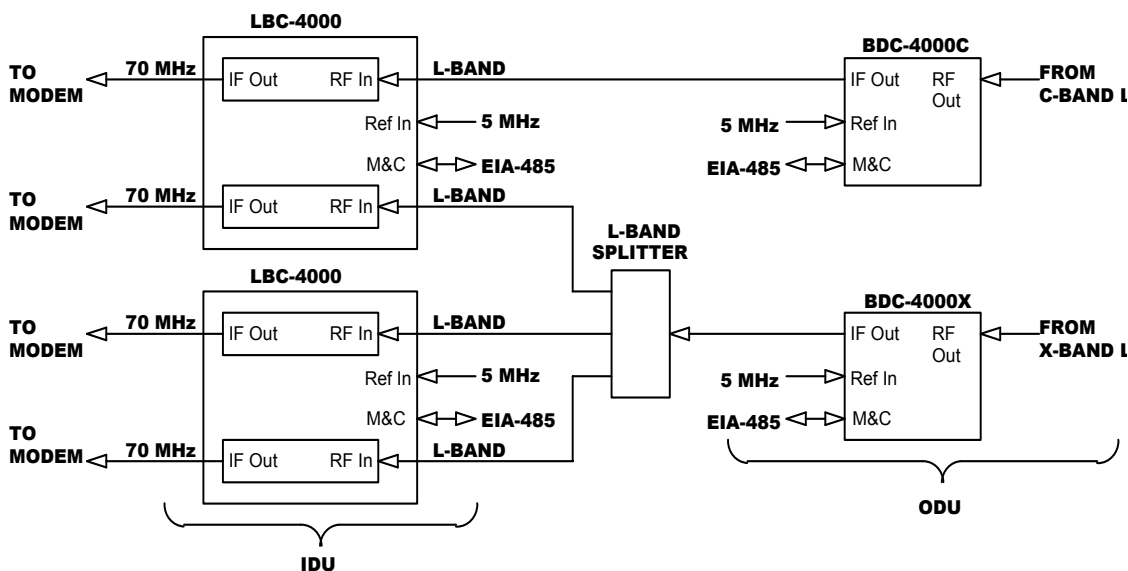 LBC-4000
BDC-4000C
TO
MODEM
70 MHz
IF Out
RF In
L-BAND
IF Out
RF
Out
FROM
C-BAND L
Ref In
5 MHz
5 MHz
Ref In
M&C
EIA-485
EIA-485
M&C
TO
MODEM
70 MHz
IF Out
RF In
L-BAND
L-BAND
SPLITTER
LBC-4000
BDC-4000X
TO
MODEM
70 MHz
IF Out
RF In
L-BAND
IF Out
RF
Out
FROM
X-BAND L
Ref In
5 MHz
5 MHz
Ref In
M&C
EIA-485
EIA-485
M&C
TO
MODEM
70 MHz
IF Out
RF In
L-BAND
ODU
IDU